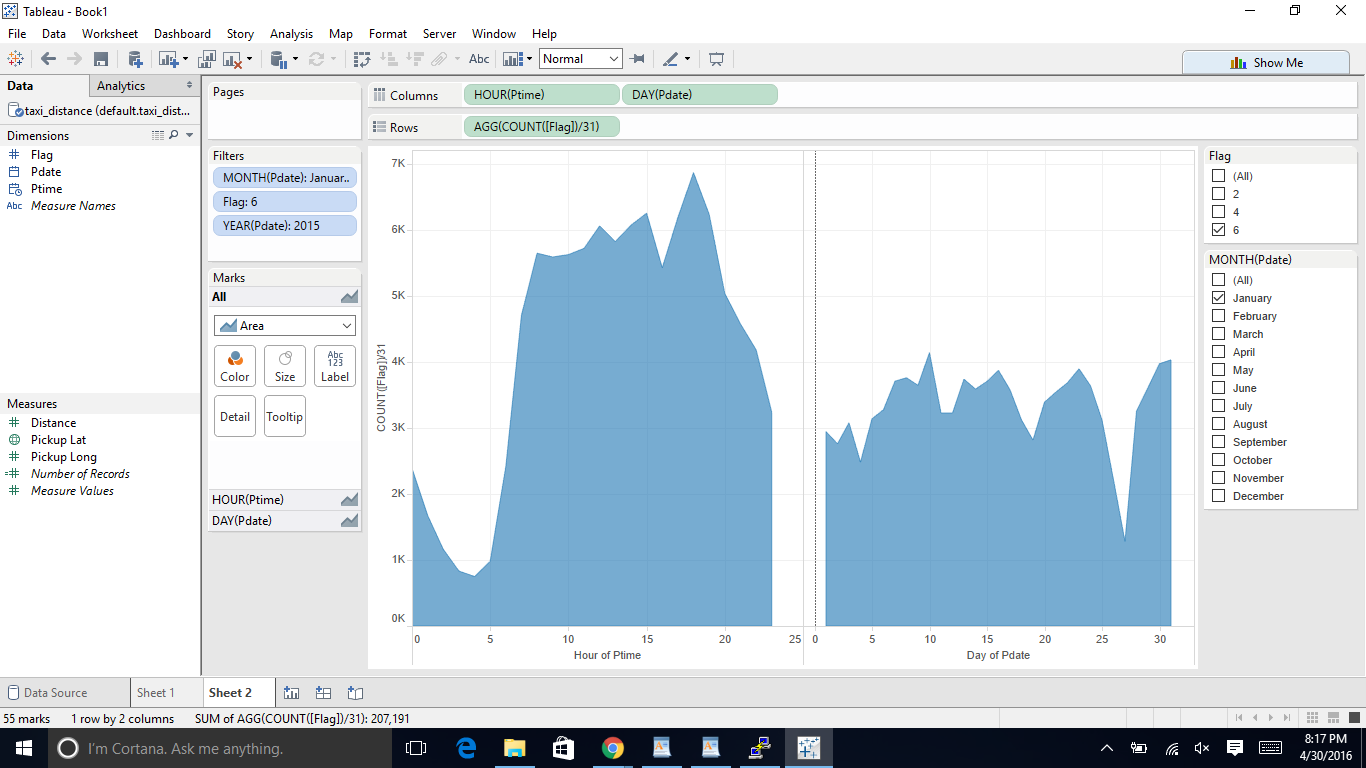 Tableau - Book1
File Data Worksheet Dashboard Story Analysis Map Format Server Window Help
Abc Normal Show Me
Data Analytics
taxi_distance (default.taxi_dist...
Dimensions
Flag
Pdate
Ptime
Abc Measure Names
Measures
Distance
Pickup Lat
Pickup Long
Number of Records
Measure Values
Pages
Filters
MONTH(Pdate): Januar..
Flag: 6
YEAR(Pdate): 2015
Marks
All
Area
Color Size Abc 123 Label
Detail Tooltip
HOUR(Ptime)
DAY(Pdate)
Columns HOUR(Ptime) DAY(Pdate)
Rows AGG(COUNT([Flag])/31)
7K
6K
5K
4K
3K
2K
1K
0K
COUNT([Flag])/31
0 5 10 15 20 25 0 5 10 15 20 25 30
Hour of Ptime Day of Pdate
Flag
(All)
2
4
6
MONTH(Pdate)
(All)
January
February
March
April
May
June
July
August
September
October
November
December
Data Source Sheet 1 Sheet 2
55 marks 1 row by 2 columns SUM of AGG(COUNT([Flag])/31): 207,191
I'm Cortana. Ask me anything.
8:17 PM
4/30/2016